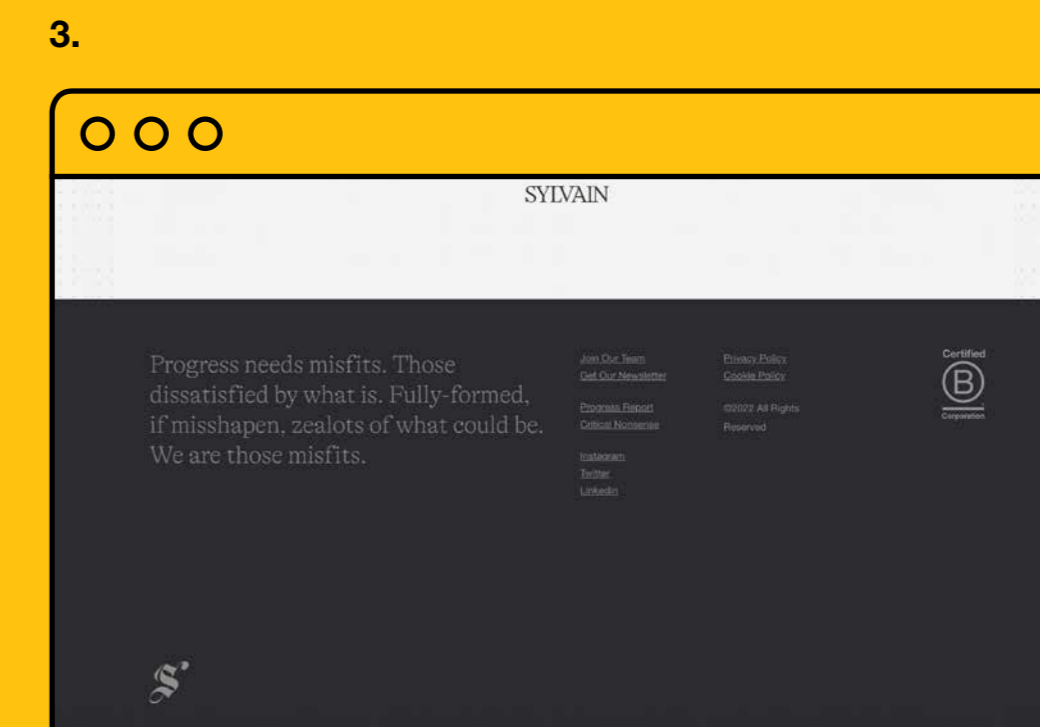 3.
SYLVAIN
Progress needs misfits. Those
dissatisfied by what is. Fully-formed,
if misshapen, zealots of what could be.
We are those misfits.
Join Our Team
Get Our Newsletter
Progress Report
Critical Nonsense
Instagram
Twitter
LinkedIn
Privacy Policy
Cookie Policy
©2022 All Rights
Reserved
Certified
B
Corporation
S